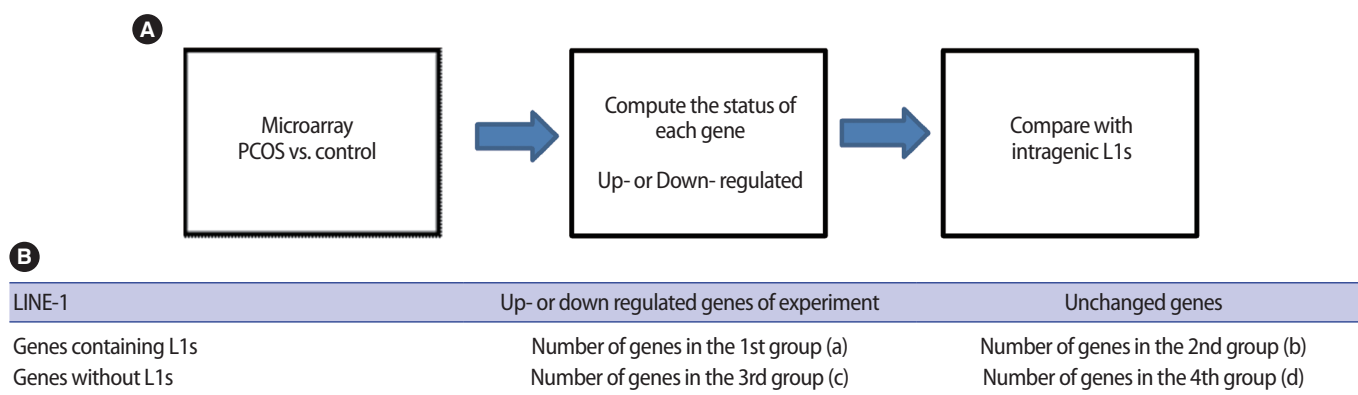 A
Microarray
PCOS vs. control
Compute the status of
each gene
Up- or Down- regulated
Compare with
intragenic L1s
B
LINE-1 Up- or down regulated genes of experiment Unchanged genes
Genes containing L1s Number of genes in the 1st group (a) Number of genes in the 2nd group (b)
Genes without L1s Number of genes in the 3rd group (c) Number of genes in the 4th group (d)